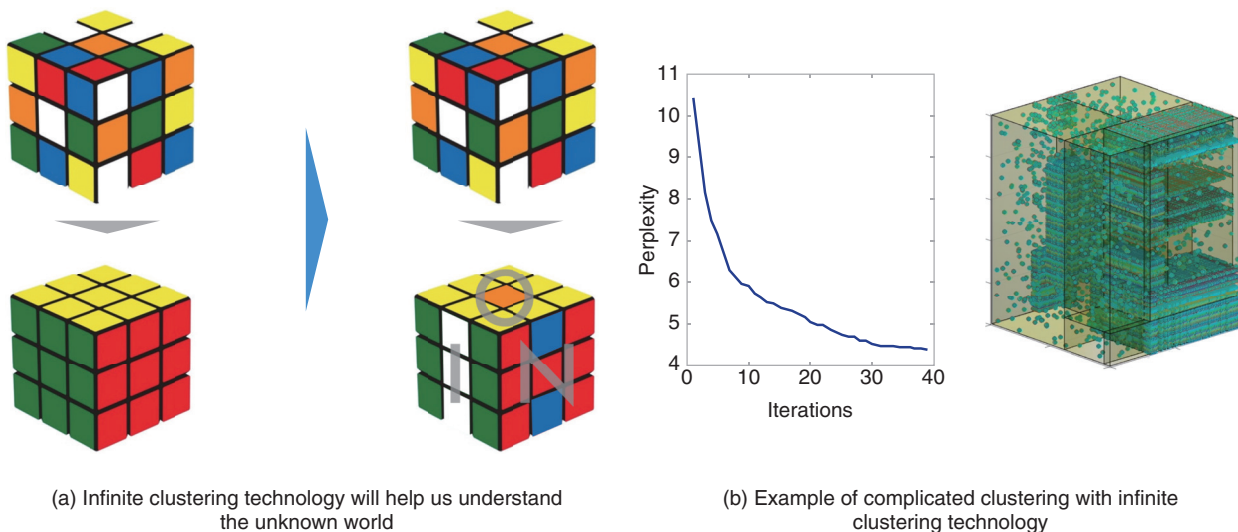 O
I N
11
10
9
8
7
6
5
4
Perplexity
0 10 20 30 40
Iterations
(a) Infinite clustering technology will help us understand
the unknown world
(b) Example of complicated clustering with infinite
clustering technology